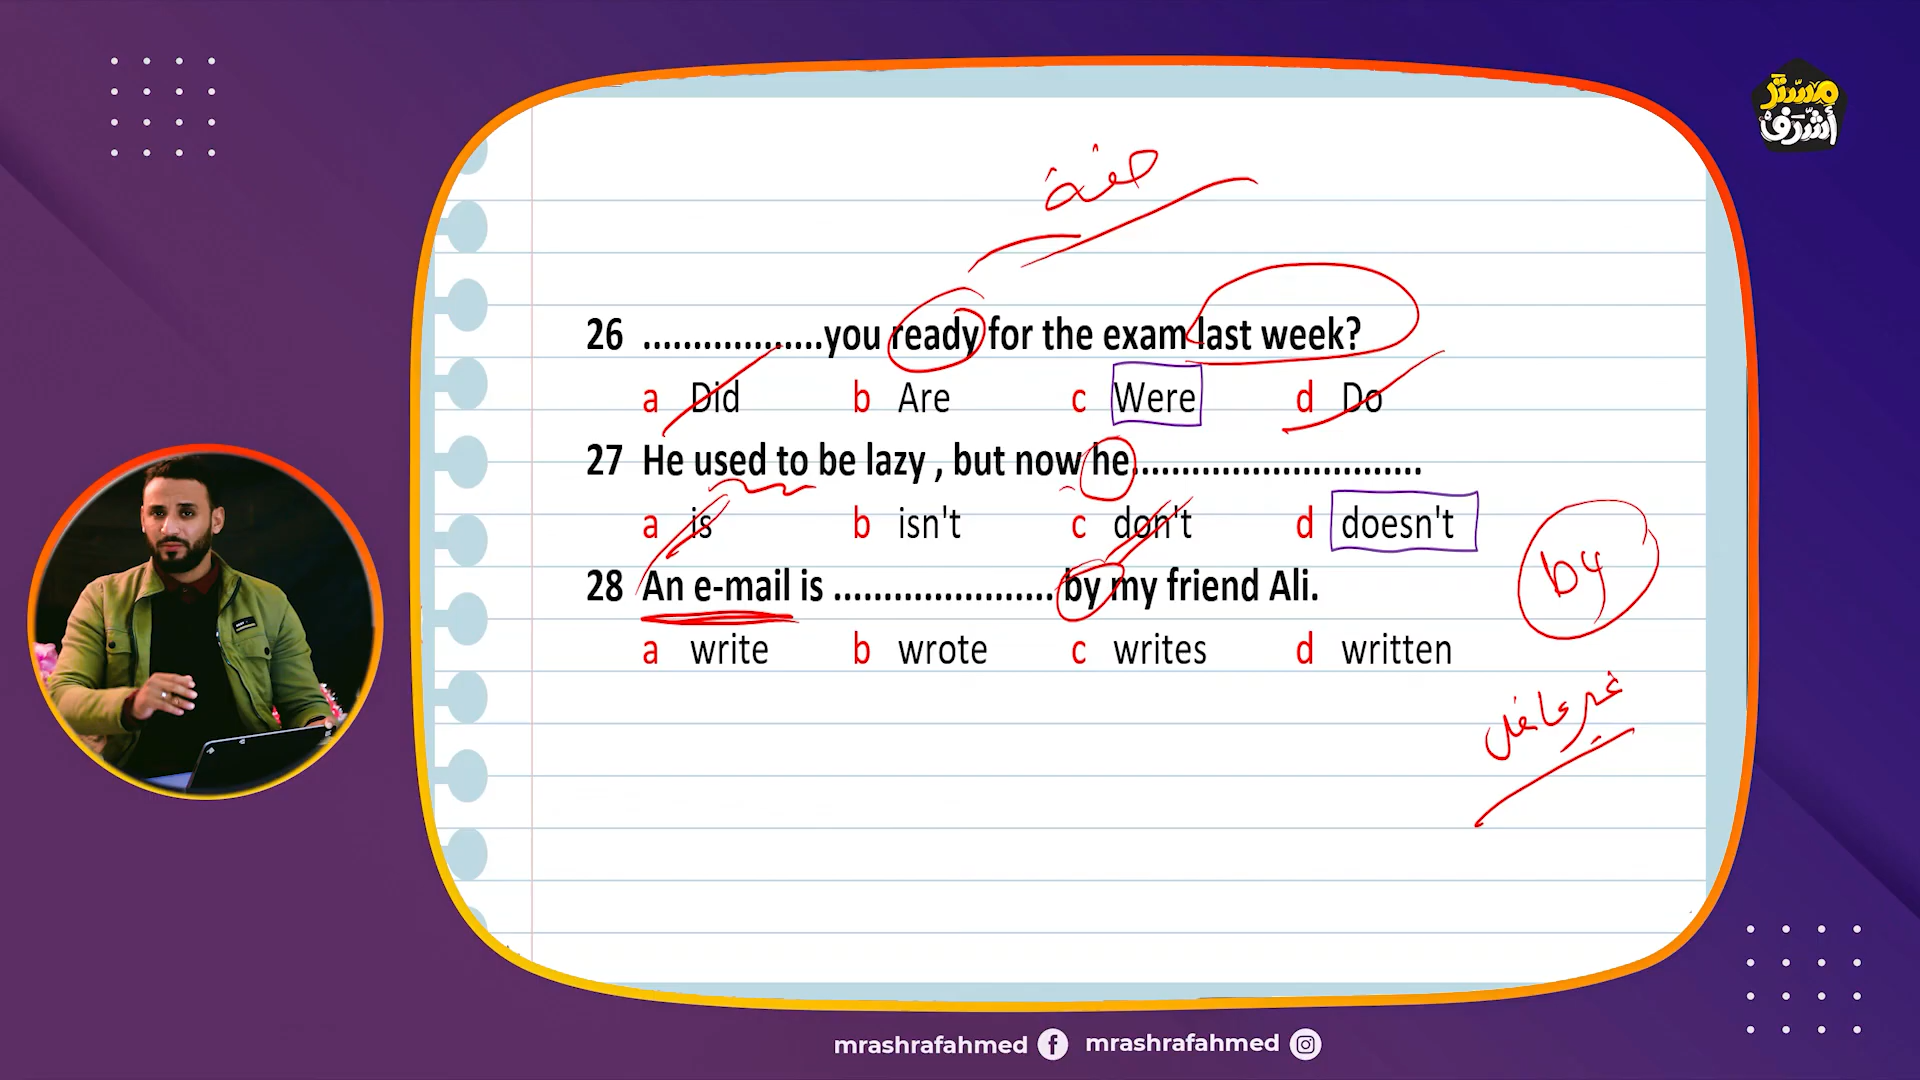 مستر
أشرف
صفة
26 ..................you ready for the exam last week?
a Did b Are c Were d Do
27 He used to be lazy , but now he.............................
a is b isn't c don't d doesn't
by
28 An e-mail is ...................... by my friend Ali.
a write b wrote c writes d written
غير عاقل
mrashrafahmed mrashrafahmed